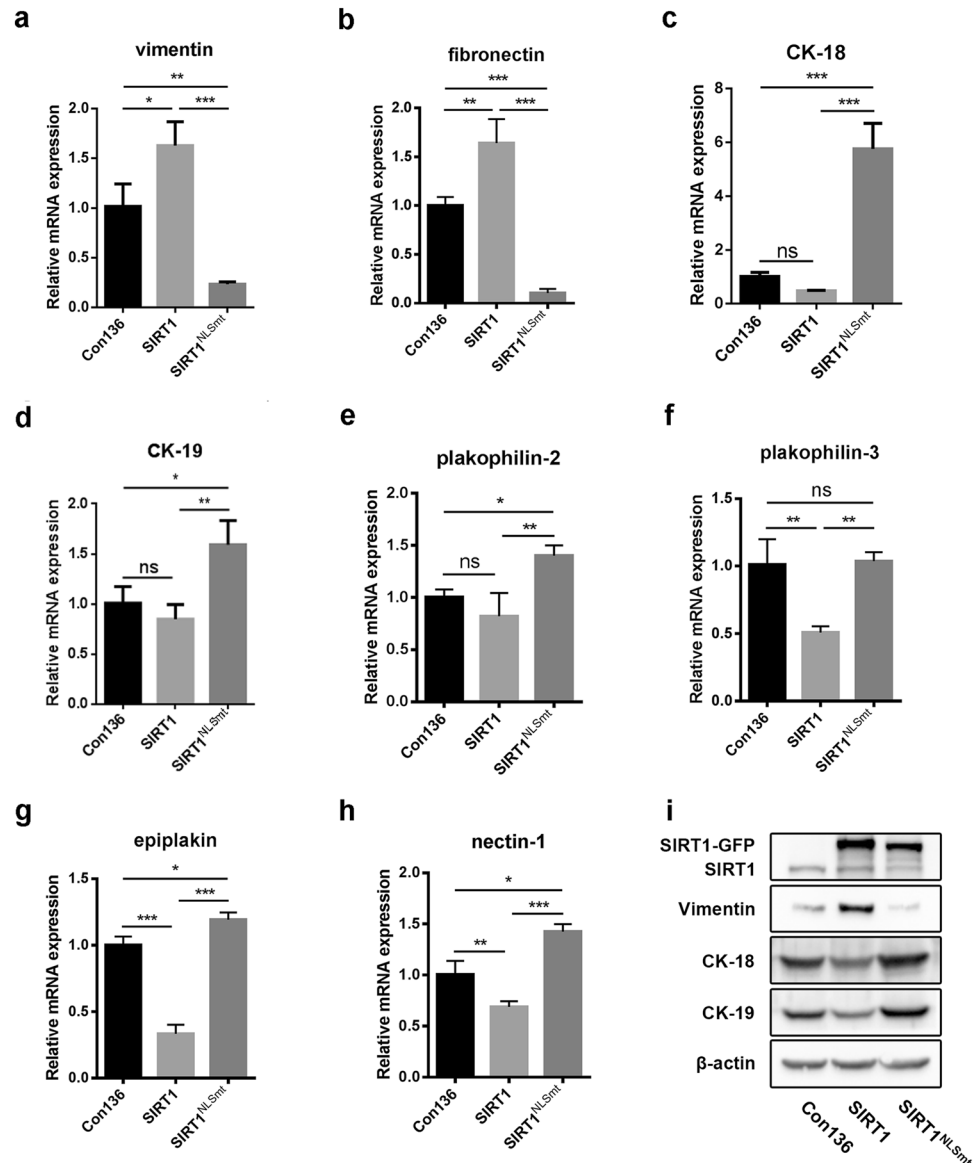 a
vimentin
**
*
***
Relative mRNA expression
2.0
1.5
1.0
0.5
0.0
Con136
SIRT1
SIRT1NLSmt
b
fibronectin
***
**
***
Relative mRNA expression
2.0
1.5
1.0
0.5
0.0
Con136
SIRT1
SIRT1NLSmt
c
CK-18
***
***
ns
Relative mRNA expression
8
6
4
2
0
Con136
SIRT1
SIRT1NLSmt
d
CK-19
*
**
ns
Relative mRNA expression
2.0
1.5
1.0
0.5
0.0
Con136
SIRT1
SIRT1NLSmt
e
plakophilin-2
*
**
ns
Relative mRNA expression
2.0
1.5
1.0
0.5
0.0
Con136
SIRT1
SIRT1NLSmt
f
plakophilin-3
ns
**
**
Relative mRNA expression
1.5
1.0
0.5
0.0
Con136
SIRT1
SIRT1NLSmt
g
epiplakin
*
***
***
Relative mRNA expression
1.5
1.0
0.5
0.0
Con136
SIRT1
SIRT1NLSmt
h
nectin-1
*
***
**
Relative mRNA expression
2.0
1.5
1.0
0.5
0.0
Con136
SIRT1
SIRT1NLSmt
i
SIRT1-GFP
SIRT1
Vimentin
CK-18
CK-19
β-actin
Con136
SIRT1
SIRT1NLSmt